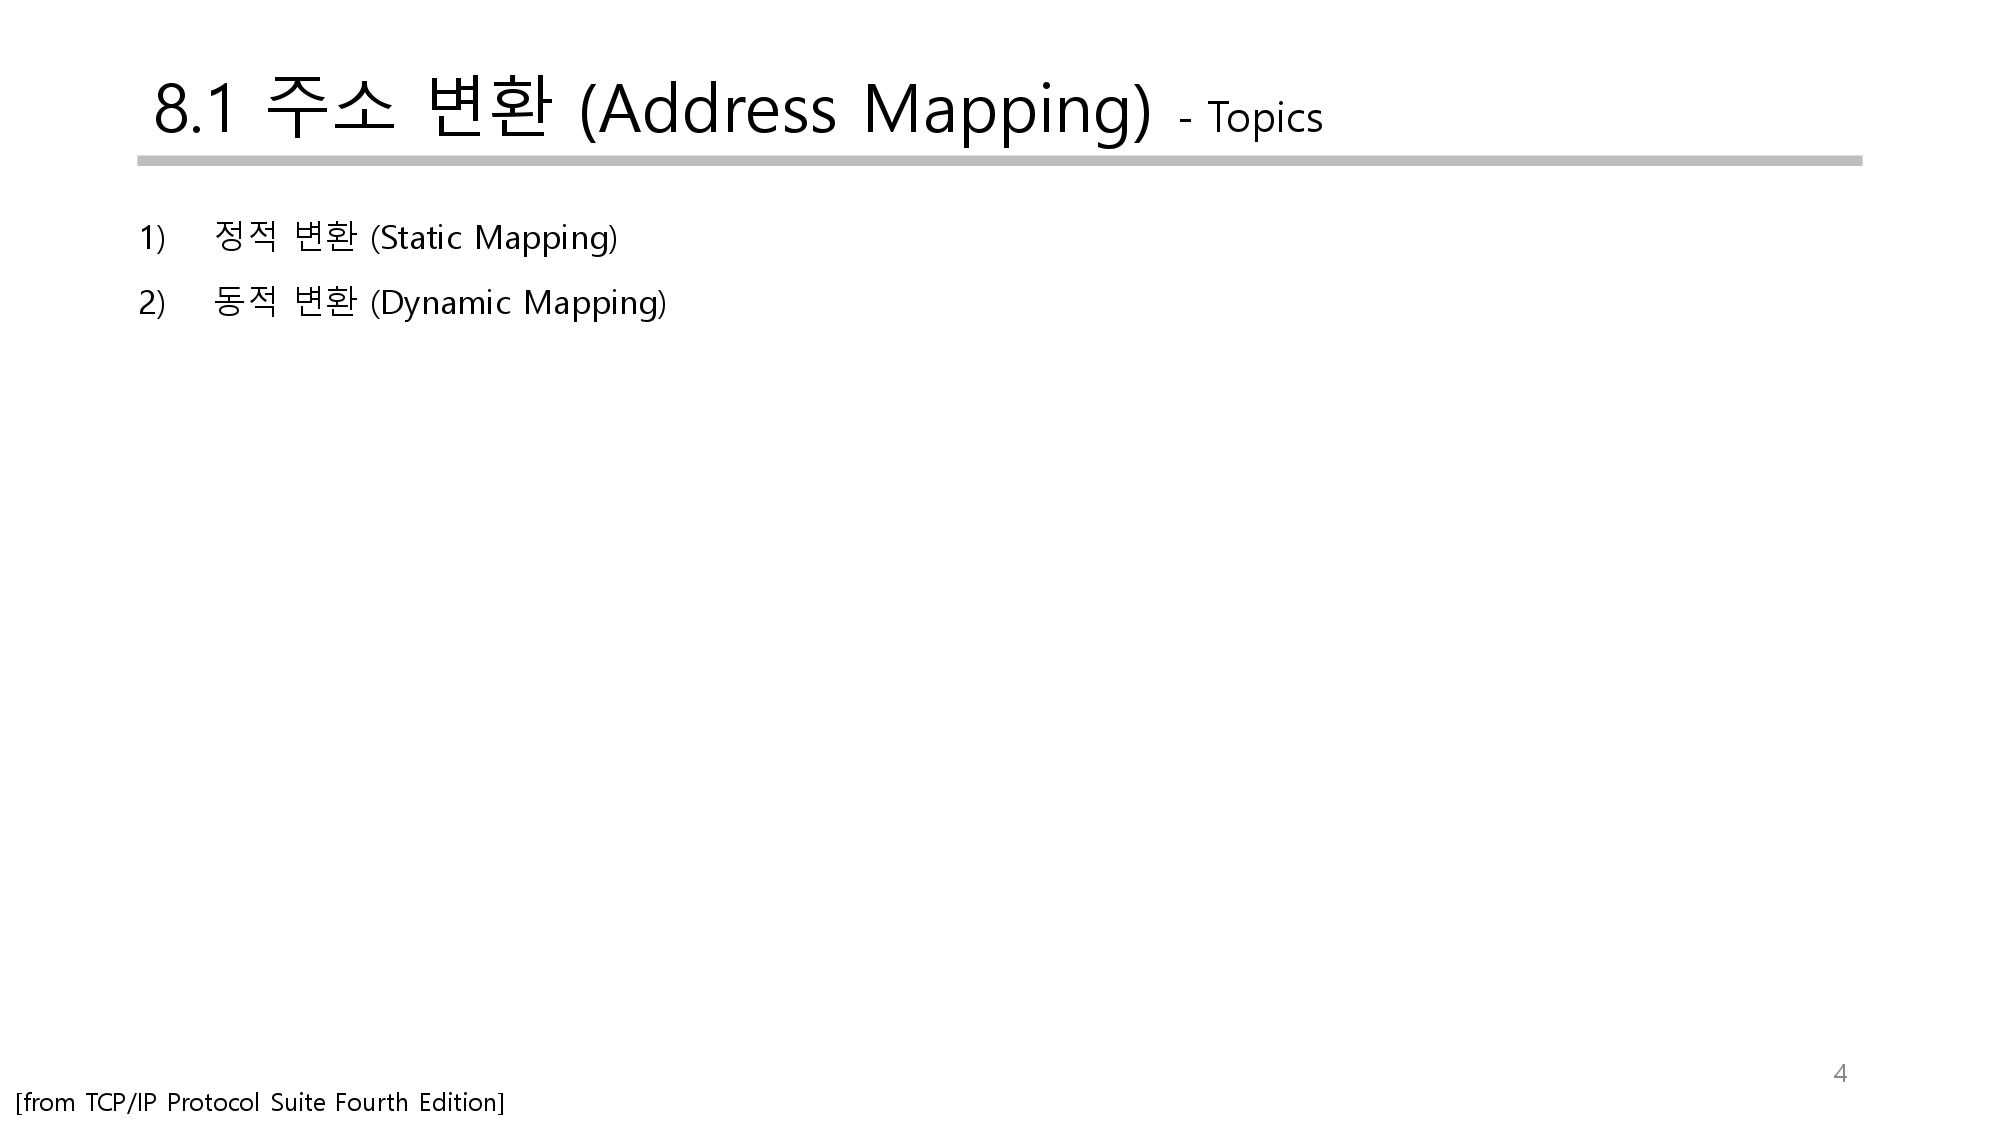 8.1 주소 변환 (Address Mapping) - Topics
1) 정적 변환 (Static Mapping)
2) 동적 변환 (Dynamic Mapping)
4
[from TCP/IP Protocol Suite Fourth Edition]